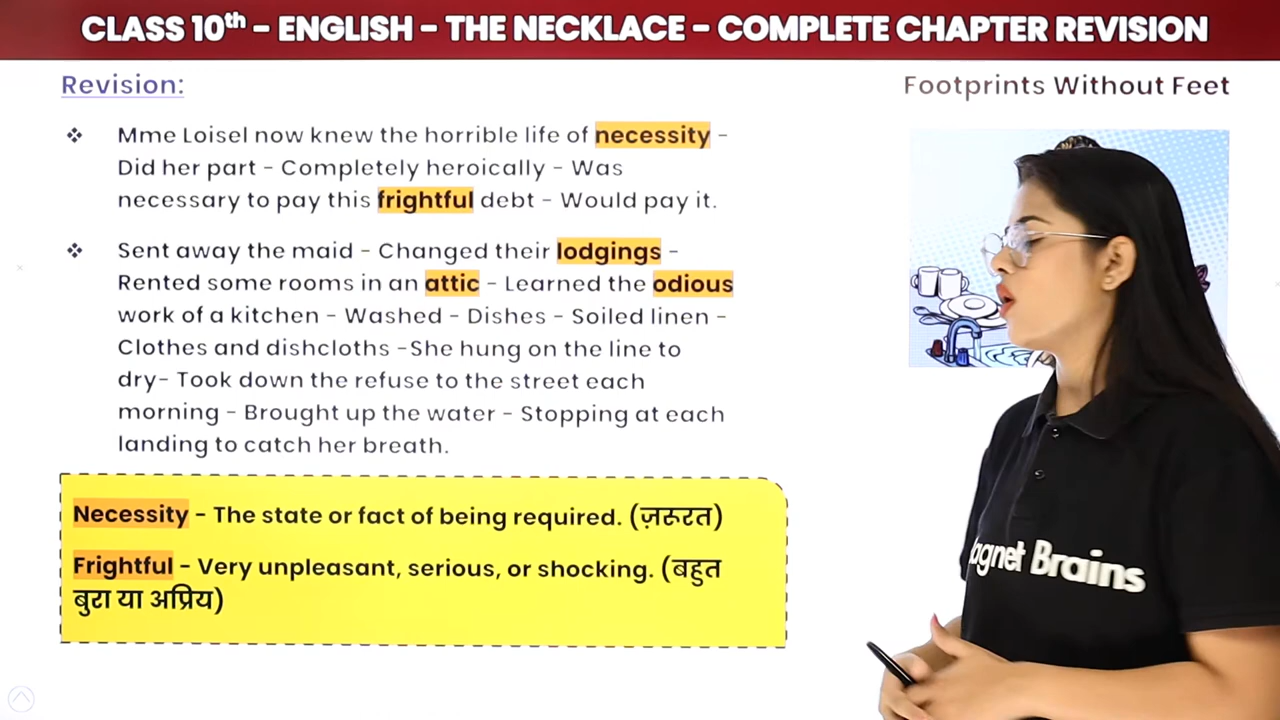 CLASS 10th - ENGLISH - THE NECKLACE - COMPLETE CHAPTER REVISION
Revision:
Footprints Without Feet
❖ Mme Loisel now knew the horrible life of necessity -
Did her part - Completely heroically - Was
necessary to pay this frightful debt - Would pay it.
❖ Sent away the maid - Changed their lodgings -
Rented some rooms in an attic - Learned the odious
work of a kitchen - Washed - Dishes - Soiled linen -
Clothes and dishcloths -She hung on the line to
dry- Took down the refuse to the street each
morning - Brought up the water - Stopping at each
landing to catch her breath.
Necessity - The state or fact of being required. (ज़रूरत)
Frightful - Very unpleasant, serious, or shocking. (बहुत
बुरा या अप्रिय)
agnet Brains